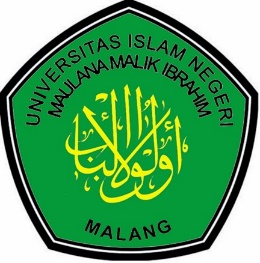 UNIVERSITAS ISLAM NEGERI
MAULANA MALIK IBRAHIM
أولو الألباب
MALANG